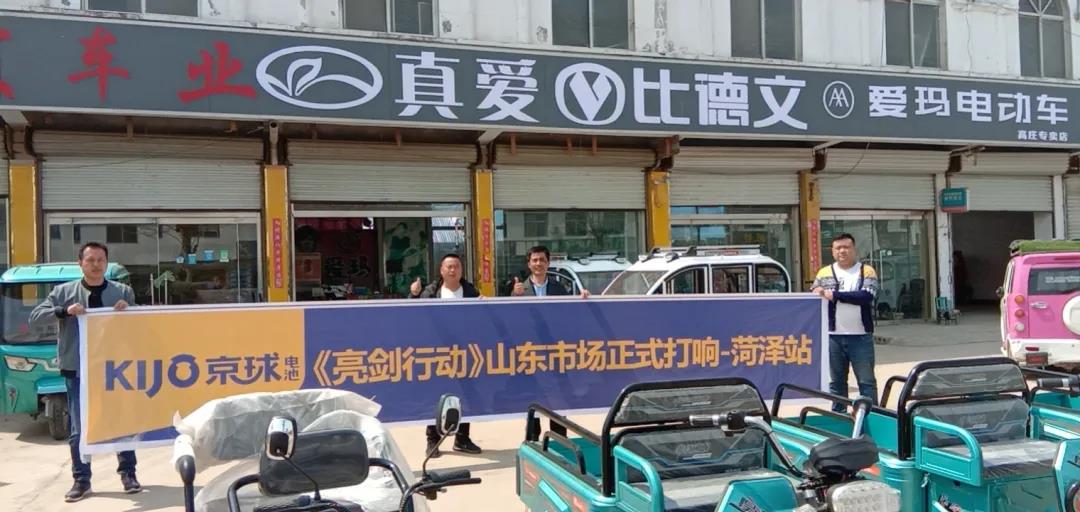 车业 真爱 比德文 AA 爱玛电动车
高庄专卖店
爱玛
KIJO 京球 电池 《亮剑行动》山东市场正式打响-菏泽站